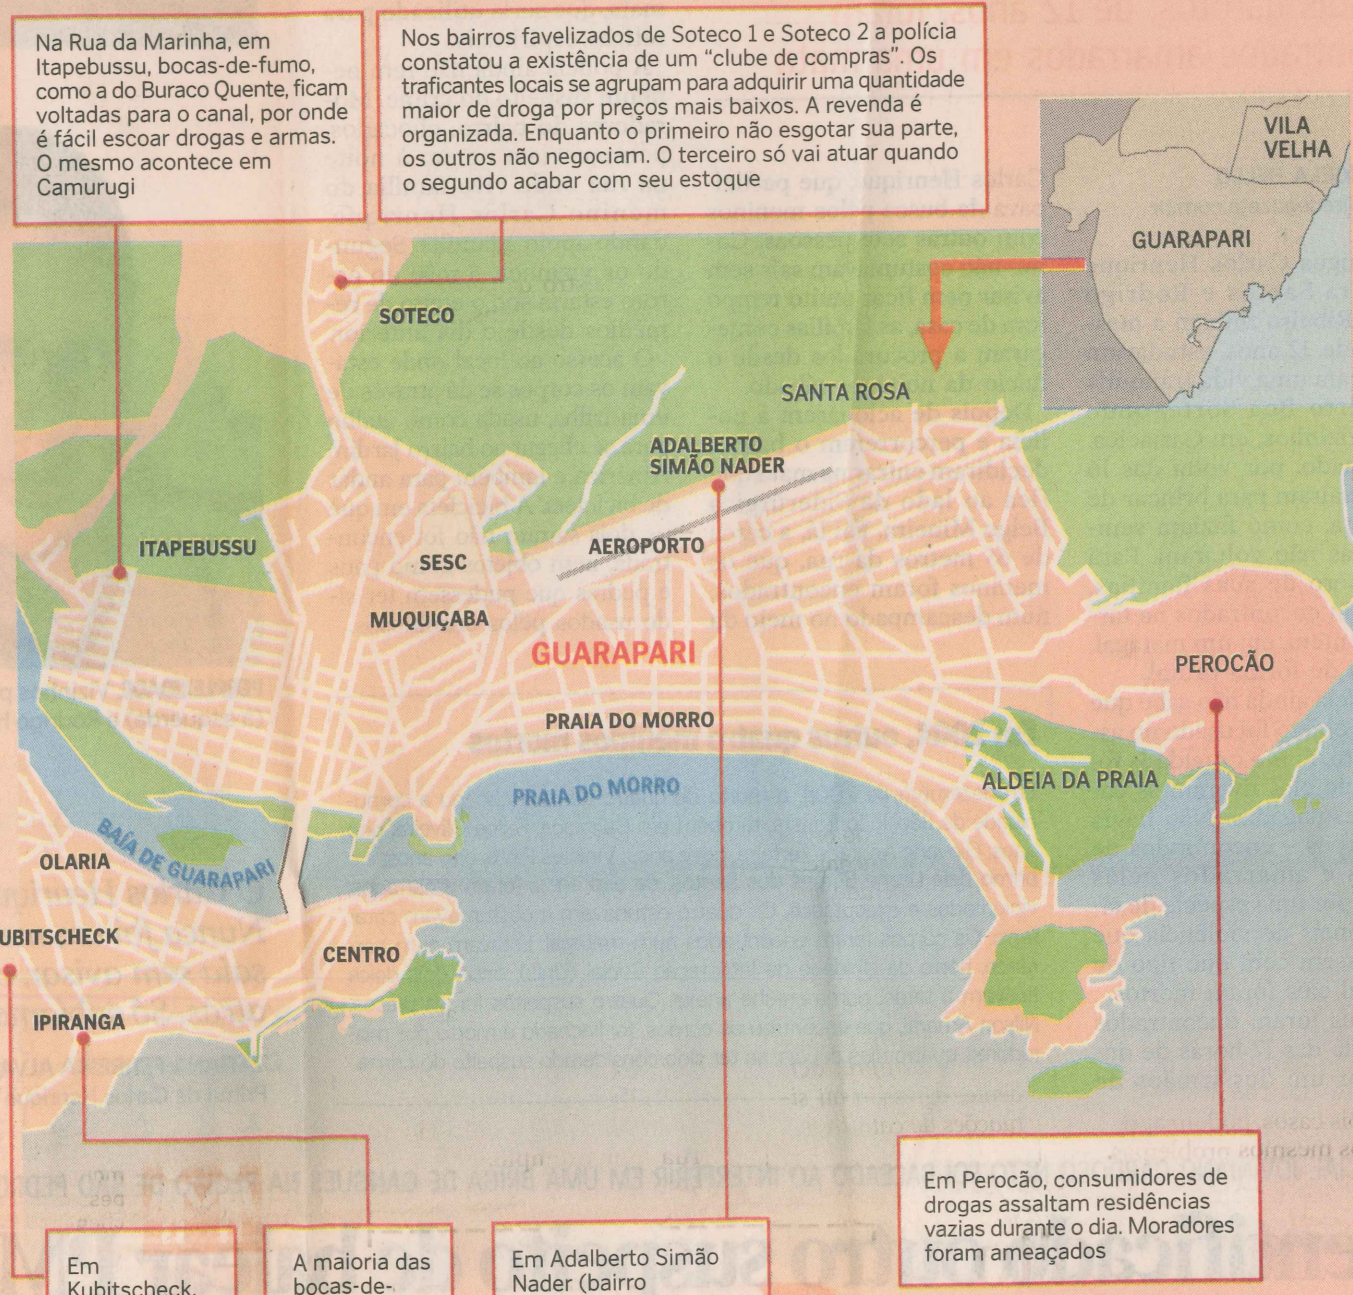 Na Rua da Marinha, em
Itapebussu, bocas-de-fumo,
como a do Buraco Quente, ficam
voltadas para o canal, por onde
é fácil escoar drogas e armas.
O mesmo acontece em
Camurugi
Nos bairros favelizados de Soteco 1 e Soteco 2 a polícia
constatou a existência de um “clube de compras”. Os
traficantes locais se agrupam para adquirir uma quantidade
maior de droga por preços mais baixos. A revenda é
organizada. Enquanto o primeiro não esgotar sua parte,
os outros não negociam. O terceiro só vai atuar quando
o segundo acabar com seu estoque
VILA
VELHA
GUARAPARI
SOTECO
SANTA ROSA
ADALBERTO
SIMÃO NADER
ITAPEBUSSU
AEROPORTO
SESC
MUQUIÇABA
GUARAPARI
PEROCÃO
PRAIA DO MORRO
ALDEIA DA PRAIA
PRAIA DO MORRO
BAÍA DE GUARAPARI
OLARIA
UBITSCHECK
CENTRO
IPIRANGA
Em Perocão, consumidores de
drogas assaltam residências
vazias durante o dia. Moradores
foram ameaçados
Em
Kubitscheck,
A maioria das
bocas-de-
Em Adalberto Simão
Nader (bairro